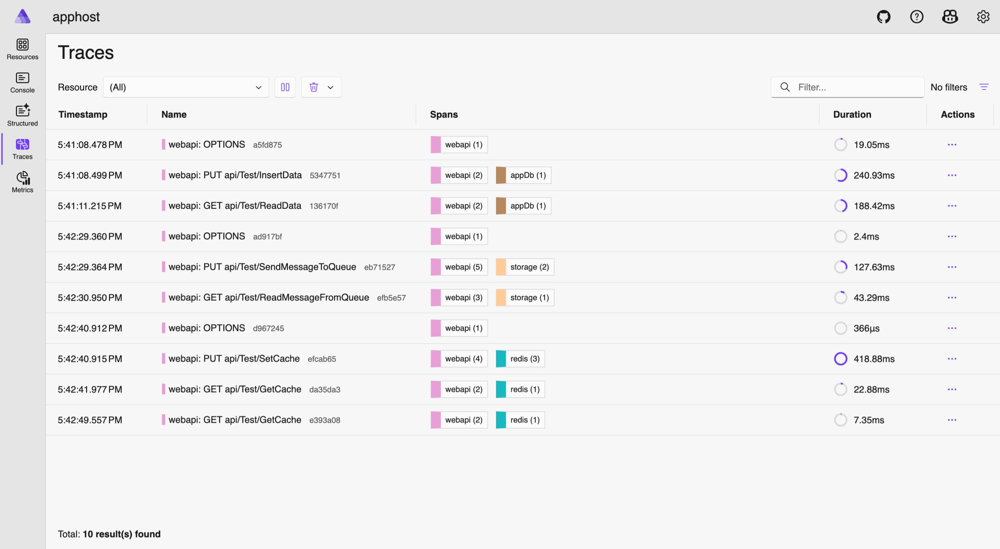 apphost
Resources
Console
Structured
Traces
Metrics
Traces
Resource (All) Filter... No filters
Timestamp Name Spans Duration Actions
5:41:08.478 PM webapi: OPTIONS a5fd875 webapi (1) 19.05ms
5:41:08.499 PM webapi: PUT api/Test/InsertData 5347751 webapi (2) appDb (1) 240.93ms
5:41:11.215 PM webapi: GET api/Test/ReadData 136170f webapi (2) appDb (1) 188.42ms
5:42:29.360 PM webapi: OPTIONS ad917bf webapi (1) 2.4ms
5:42:29.364 PM webapi: PUT api/Test/SendMessageToQueue eb71527 webapi (5) storage (2) 127.63ms
5:42:30.950 PM webapi: GET api/Test/ReadMessageFromQueue efb5e57 webapi (3) storage (1) 43.29ms
5:42:40.912 PM webapi: OPTIONS d967245 webapi (1) 366μs
5:42:40.915 PM webapi: PUT api/Test/SetCache efcab65 webapi (4) redis (3) 418.88ms
5:42:41.977 PM webapi: GET api/Test/GetCache da35da3 webapi (2) redis (1) 22.88ms
5:42:49.557 PM webapi: GET api/Test/GetCache e393a08 webapi (2) redis (1) 7.35ms
Total: 10 result(s) found